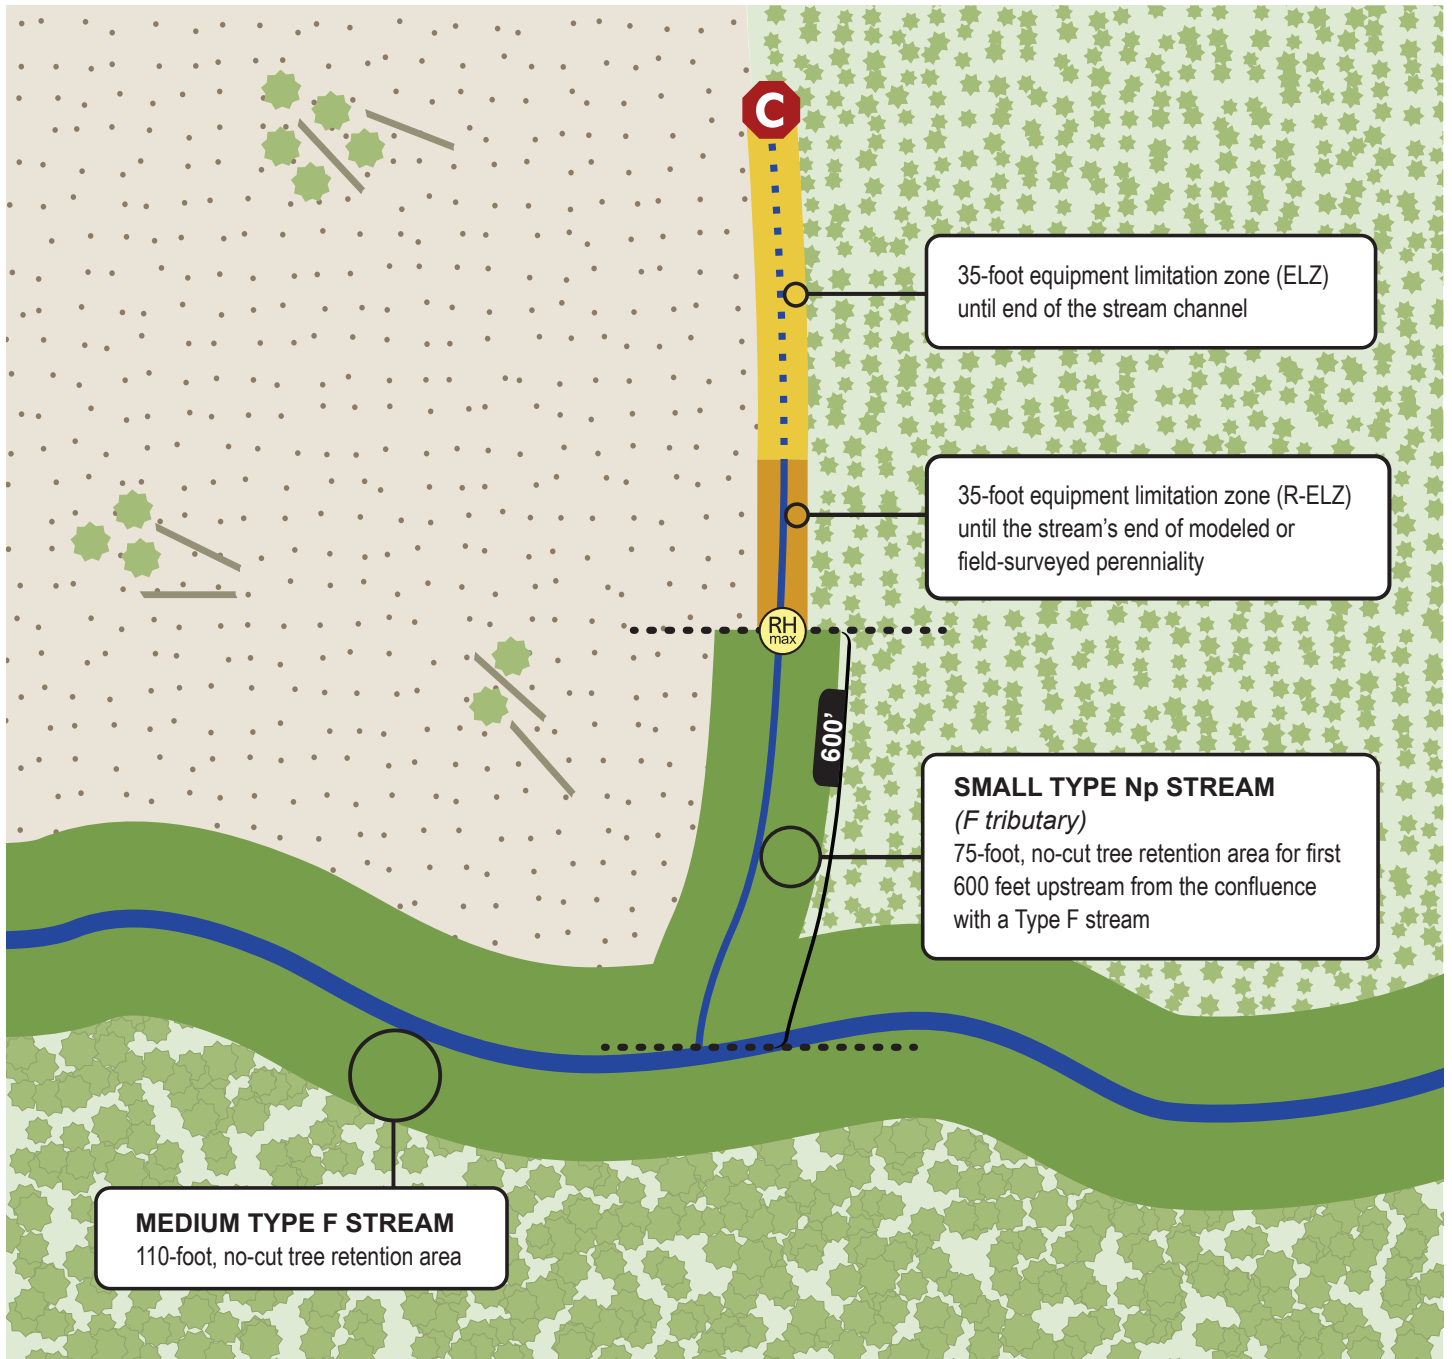 C
35-foot equipment limitation zone (ELZ)
until end of the stream channel
35-foot equipment limitation zone (R-ELZ)
until the stream’s end of modeled or
field-surveyed perenniality
RH
max
600’
SMALL TYPE Np STREAM
(F tributary)
75-foot, no-cut tree retention area for first
600 feet upstream from the confluence
with a Type F stream
MEDIUM TYPE F STREAM
110-foot, no-cut tree retention area